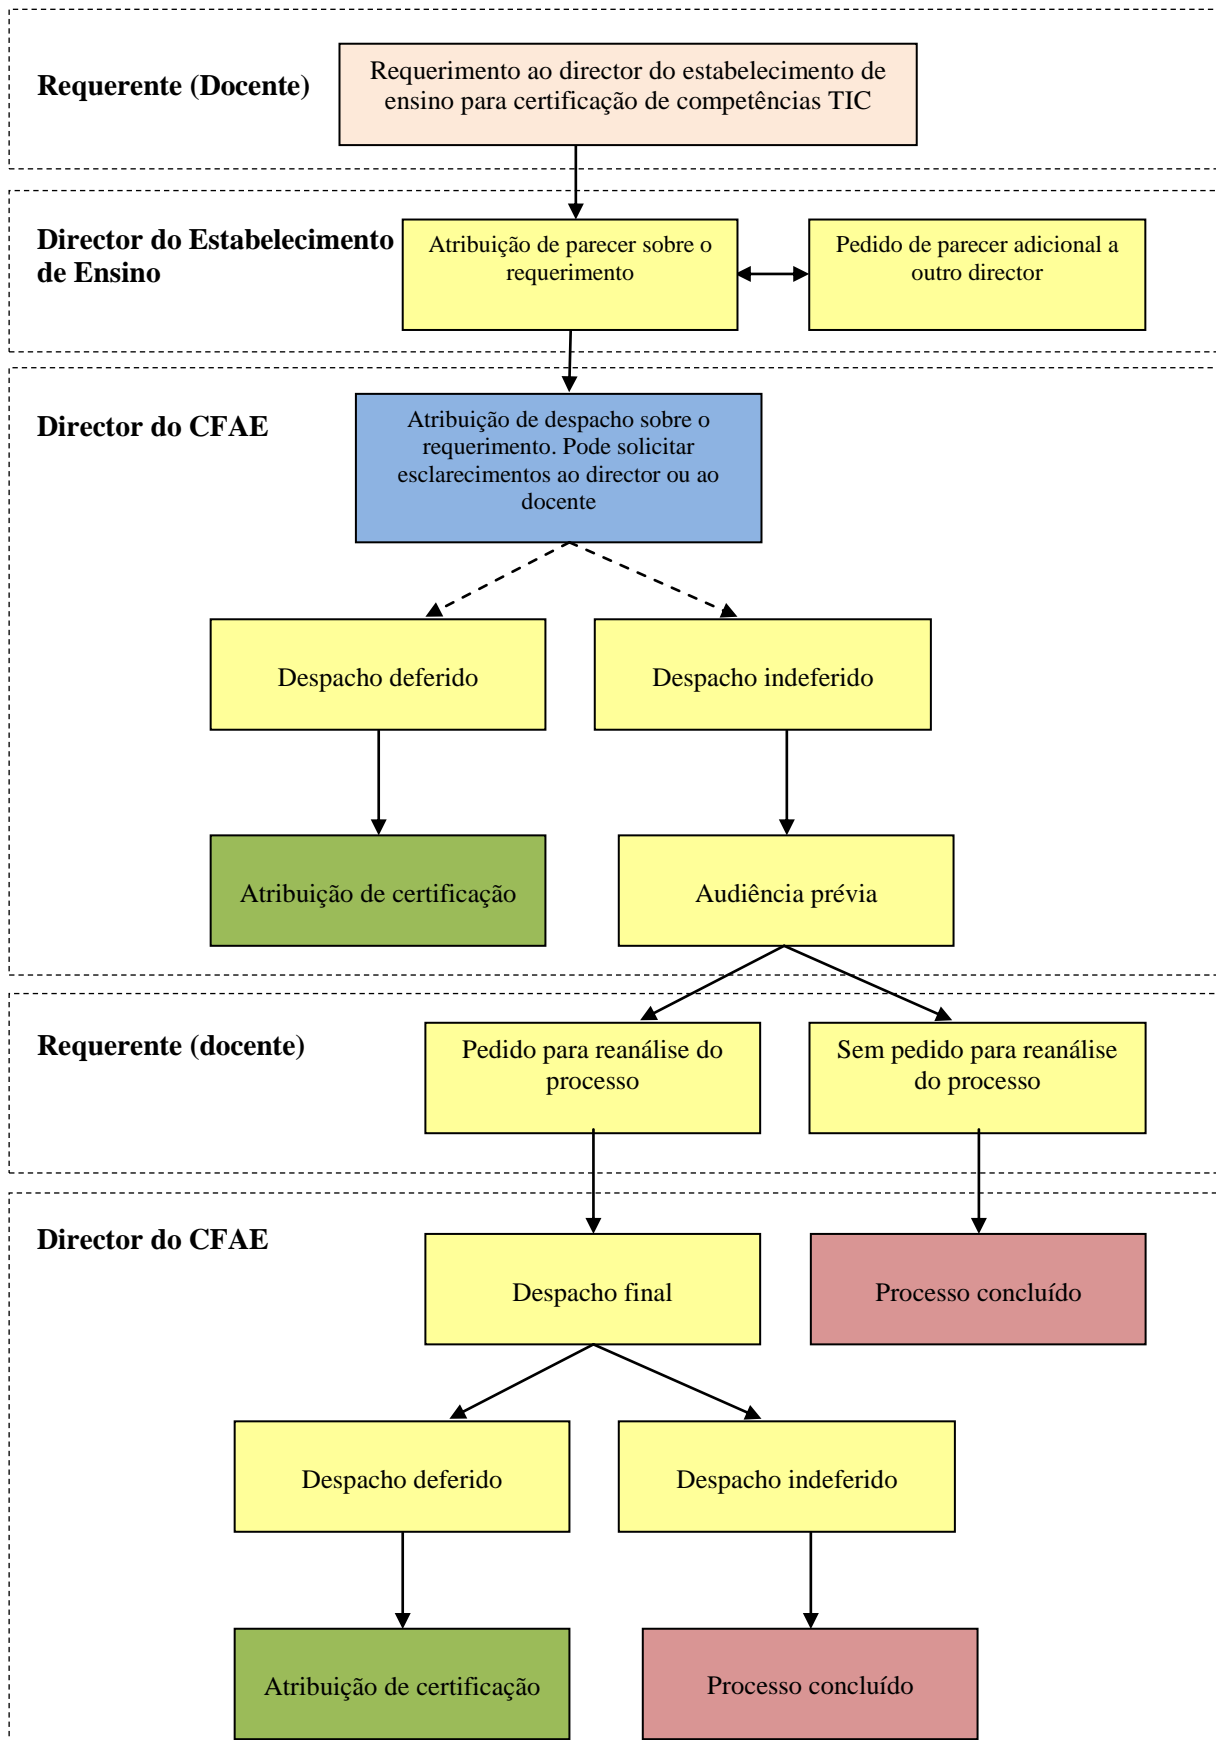 Requerente (Docente)
Requerimento ao director do estabelecimento de
ensino para certificação de competências TIC
Director do Estabelecimento
de Ensino
Atribuição de parecer sobre o
requerimento
Pedido de parecer adicional a
outro director
Director do CFAE
Atribuição de despacho sobre o
requerimento. Pode solicitar
esclarecimentos ao director ou ao
docente
Despacho deferido
Despacho indeferido
Atribuição de certificação
Audiência prévia
Requerente (docente)
Pedido para reanálise do
processo
Sem pedido para reanálise
do processo
Director do CFAE
Despacho final
Processo concluído
Despacho deferido
Despacho indeferido
Atribuição de certificação
Processo concluído